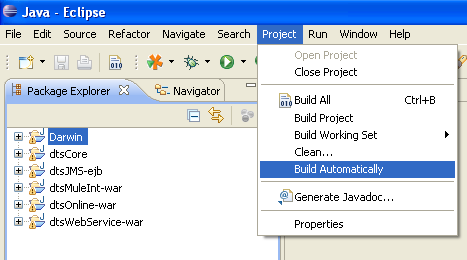 Java - Eclipse
File Edit Source Refactor Navigate Search Project Run Window Help
010
Package Explorer Navigator
Darwin
dtsCore
dtsJMS-ejb
dtsMuleInt-war
dtsOnline-war
dtsWebService-war
Open Project
Close Project
010 Build All Ctrl+B
Build Project
Build Working Set
Clean...
Build Automatically
@ Generate Javadoc...
Properties